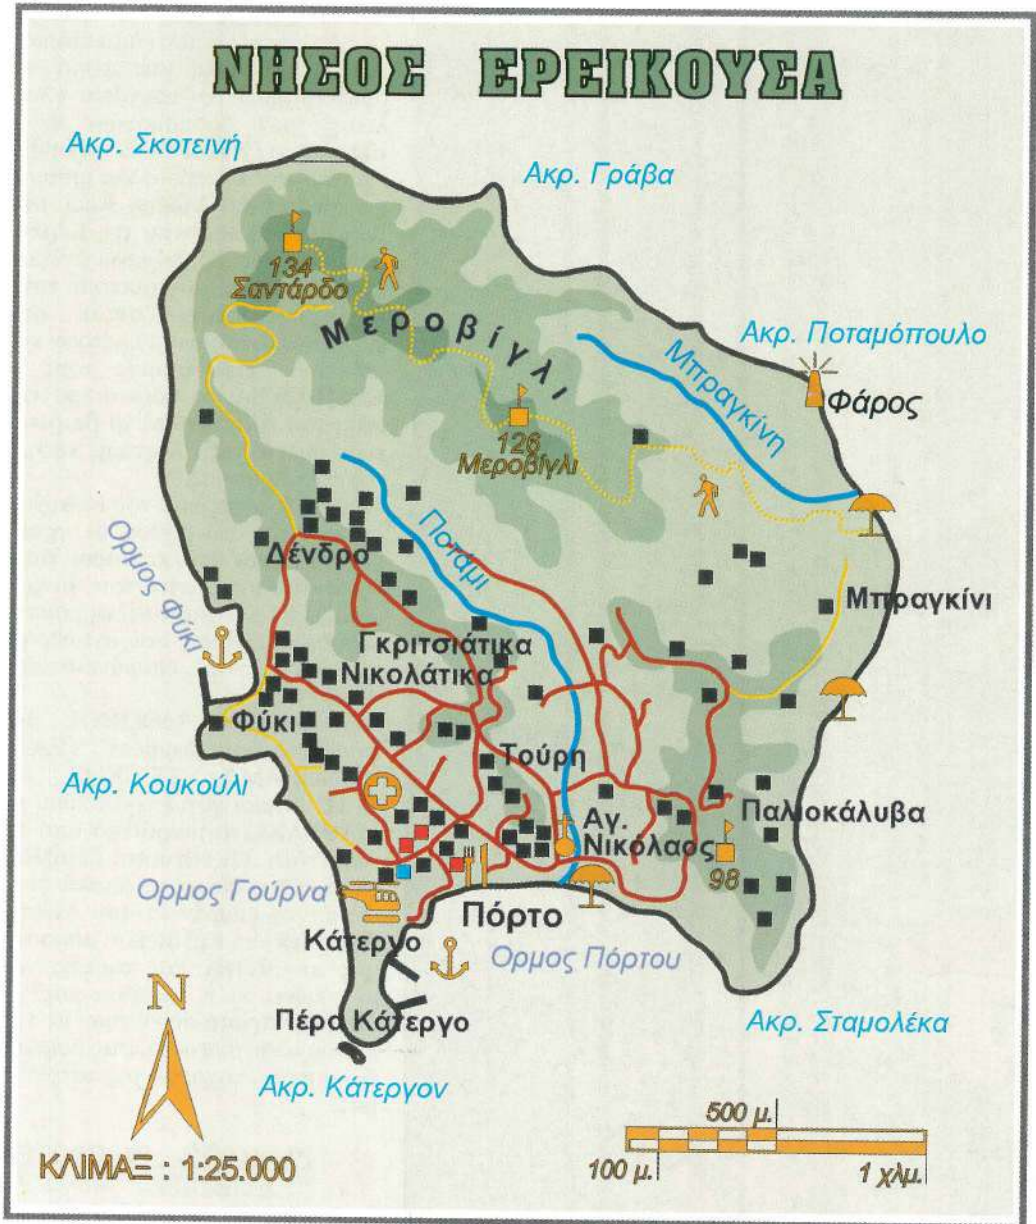 ΝΗΣΟΣ ΕΡΕΙΚΟΥΣΑ
Ακρ. Σκοτεινή
Ακρ. Γράβα
134
Σαντάρδο
Μεροβίγλι
Ακρ. Ποταμόπουλο
Μπραγκίνη
Φάρος
126
Μεροβίγλι
Ποτάμι
Ορμος Φύκι
Δένδρο
Μπραγκίνι
Γκριτσιάτικα
Νικολάτικα
Φύκι
Τούρη
Ακρ. Κουκούλι
Παλιοκάλυβα
Αγ.
Νικόλαος
98
Ορμος Γούρνα
Πόρτο
Κάτεργο
Ορμος Πόρτου
N
Πέρα Κάτεργο
Ακρ. Σταμολέκα
Ακρ. Κάτεργον
500 μ.
ΚΛΙΜΑΞ : 1:25.000
100 μ.
1 χλμ.